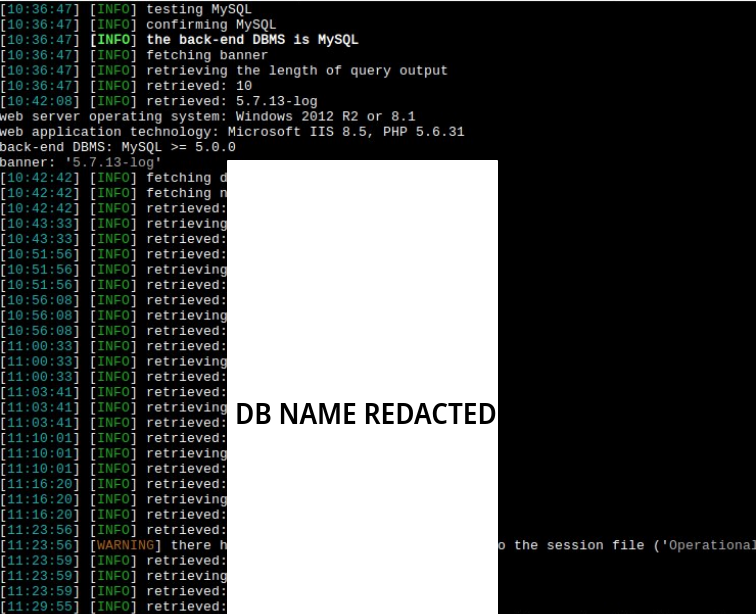 [10:36:47] [INFO] testing MySQL
[10:36:47] [INFO] confirming MySQL
[10:36:47] [INFO] the back-end DBMS is MySQL
[10:36:47] [INFO] fetching banner
[10:36:47] [INFO] retrieving the length of query output
[10:36:47] [INFO] retrieved: 10
[10:42:08] [INFO] retrieved: 5.7.13-log
web server operating system: Windows 2012 R2 or 8.1
web application technology: Microsoft IIS 8.5, PHP 5.6.31
back-end DBMS: MySQL >= 5.0.0
banner: '5.7.13-log'
[10:42:42] [INFO] fetching d
[10:42:42] [INFO] fetching n
[10:42:42] [INFO] retrieved:
[10:43:33] [INFO] retrieving
[10:43:33] [INFO] retrieved:
[10:51:56] [INFO] retrieved:
[10:51:56] [INFO] retrieving
[10:51:56] [INFO] retrieved:
[10:56:08] [INFO] retrieved:
[10:56:08] [INFO] retrieving
[10:56:08] [INFO] retrieved:
[11:00:33] [INFO] retrieved:
[11:00:33] [INFO] retrieving
[11:00:33] [INFO] retrieved:
[11:03:41] [INFO] retrieved:
[11:03:41] [INFO] retrieving
DB NAME REDACTED
[11:03:41] [INFO] retrieved:
[11:10:01] [INFO] retrieved:
[11:10:01] [INFO] retrieving
[11:10:01] [INFO] retrieved:
[11:16:20] [INFO] retrieved:
[11:16:20] [INFO] retrieving
[11:16:20] [INFO] retrieved:
[11:23:56] [INFO] retrieved:
[11:23:56] [WARNING] there h o the session file ('Operational
[11:23:59] [INFO] retrieved:
[11:23:59] [INFO] retrieving
[11:23:59] [INFO] retrieved:
[11:29:55] [INFO] retrieved: